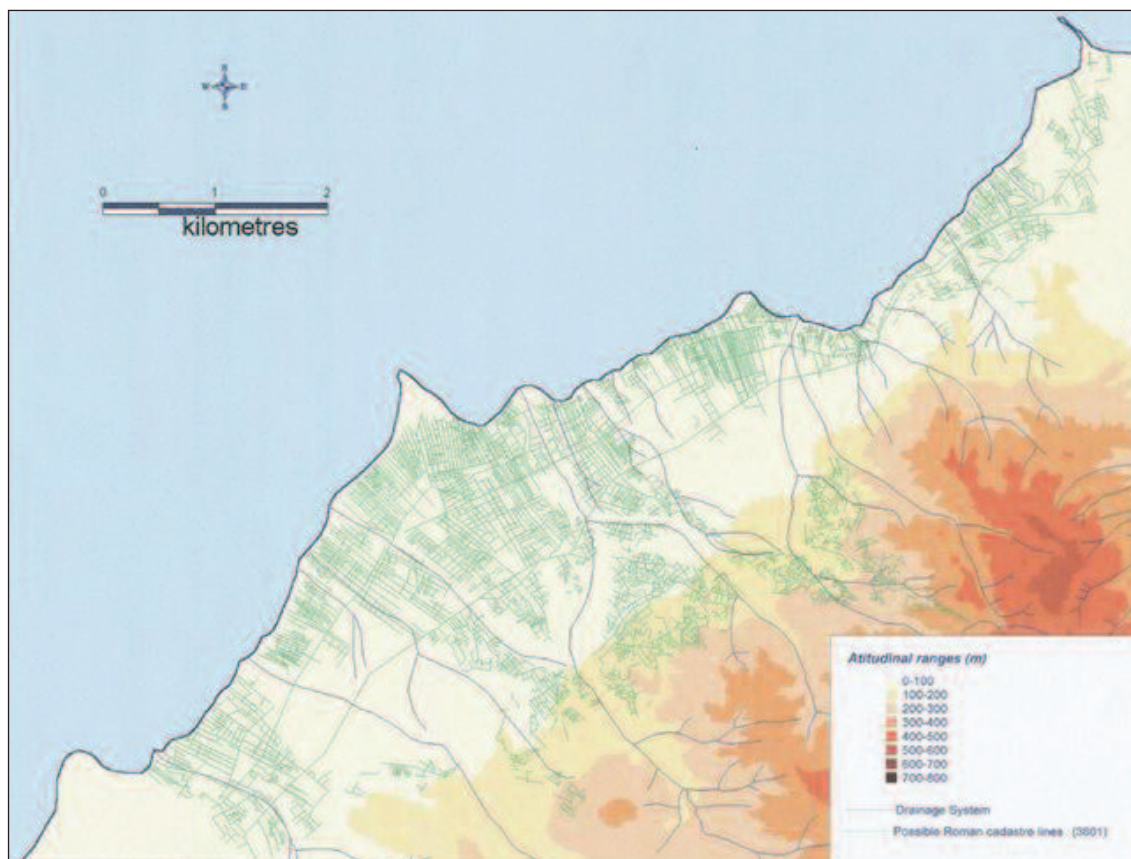 N
W E
S
0 1 2
kilometres
Atitudinal ranges (m)
0-100
100-200
200-300
300-400
400-500
500-600
600-700
700-800
Drainage System
Possible Roman cadastre lines (3601)